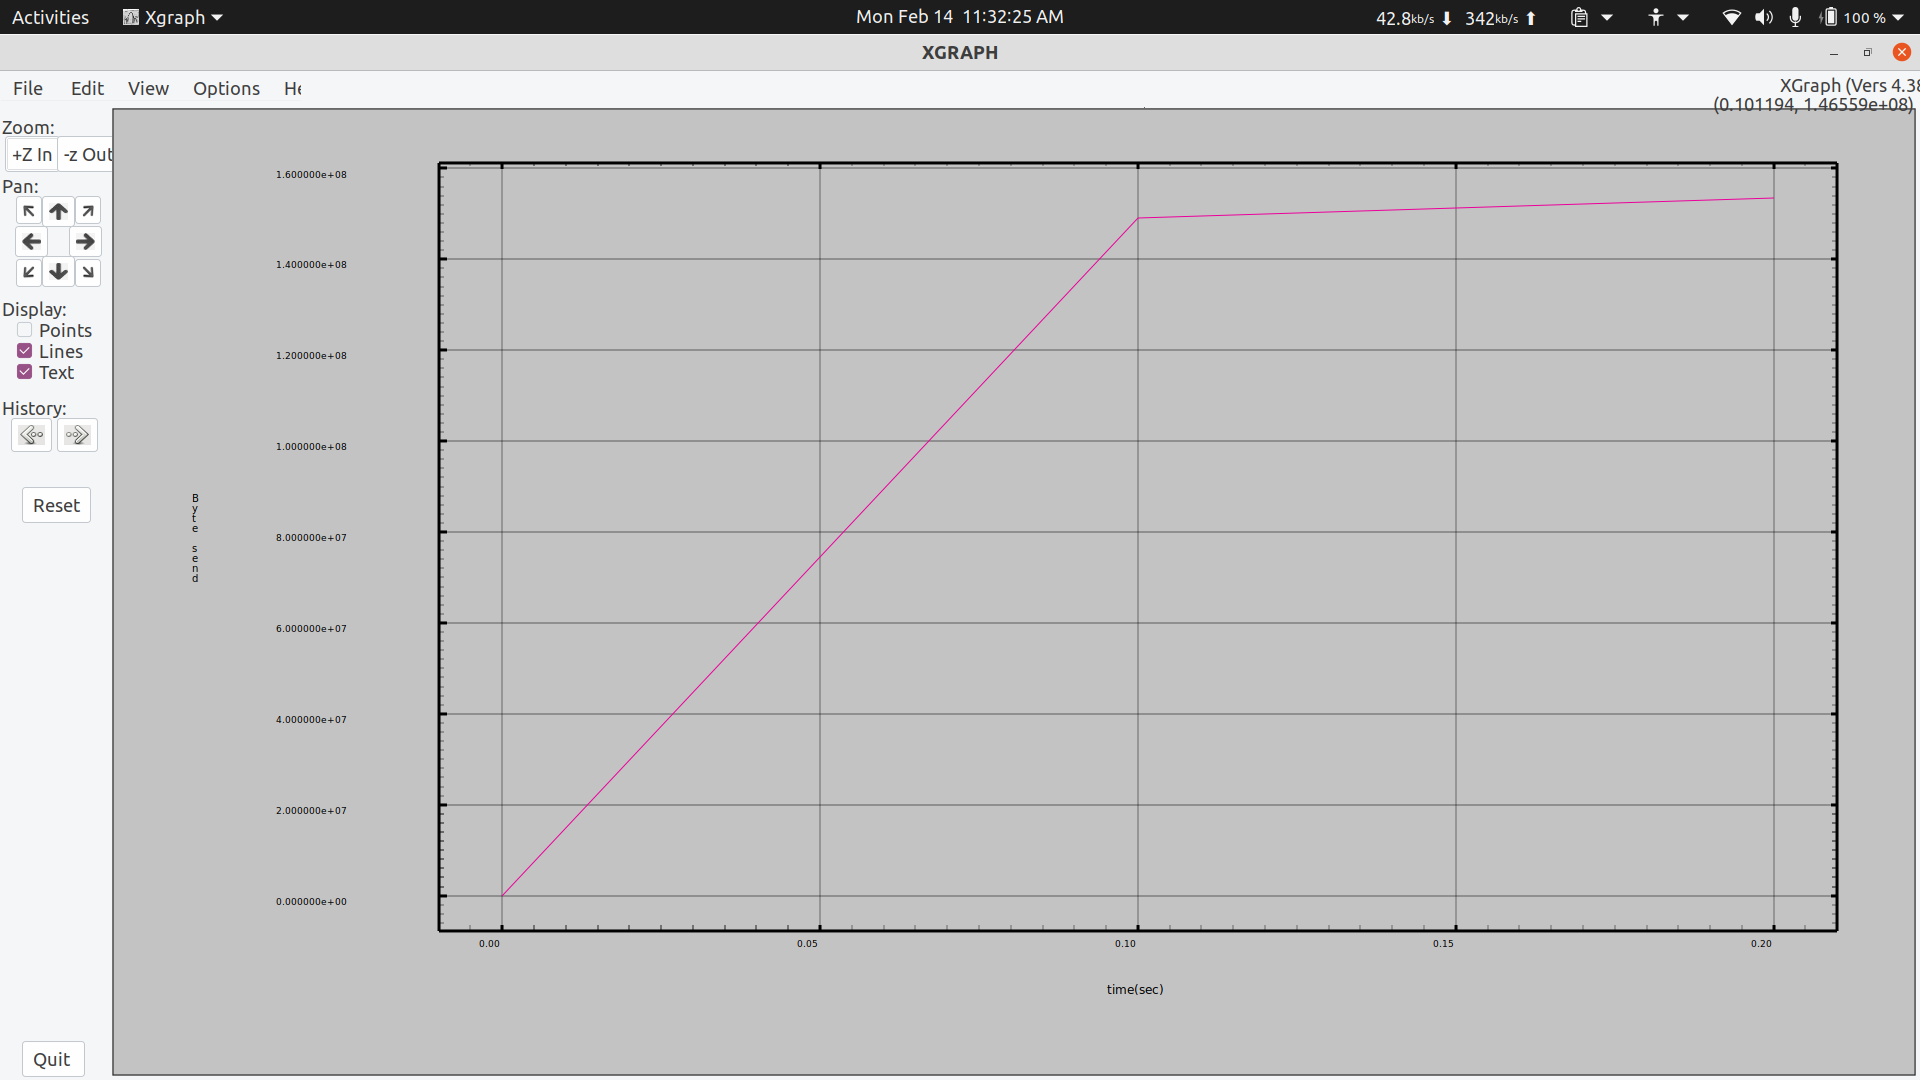 Activities Xgraph Mon Feb 14 11:32:25 AM 42.8kb/s 342kb/s 100 %
XGRAPH
File Edit View Options He
XGraph (Vers 4.38
(0.101194, 1.46559e+08)
Zoom:
+Z In -z Out
Pan:
Display:
Points
Lines
Text
History:
Reset
Quit
Byte send
1.600000e+08
1.400000e+08
1.200000e+08
1.000000e+08
8.000000e+07
6.000000e+07
4.000000e+07
2.000000e+07
0.000000e+00
0.00 0.05 0.10 0.15 0.20
time(sec)